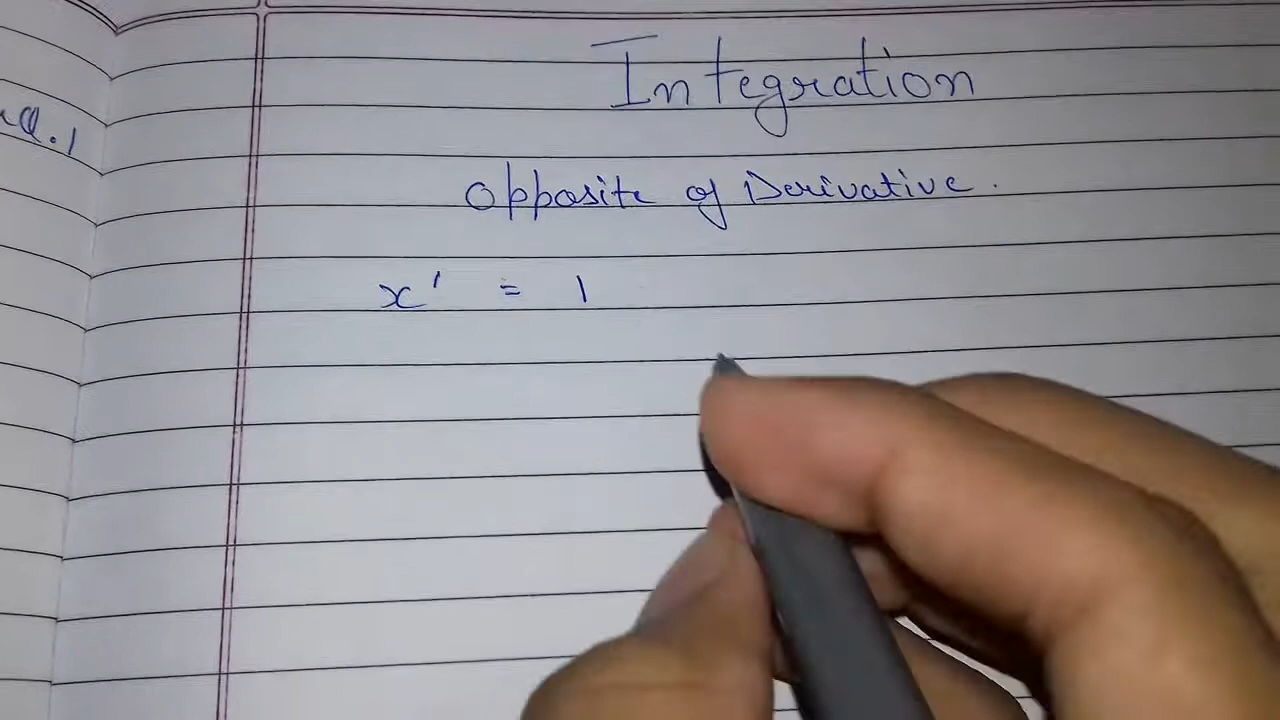 Integration
Opposite of Derivative.
x' = 1